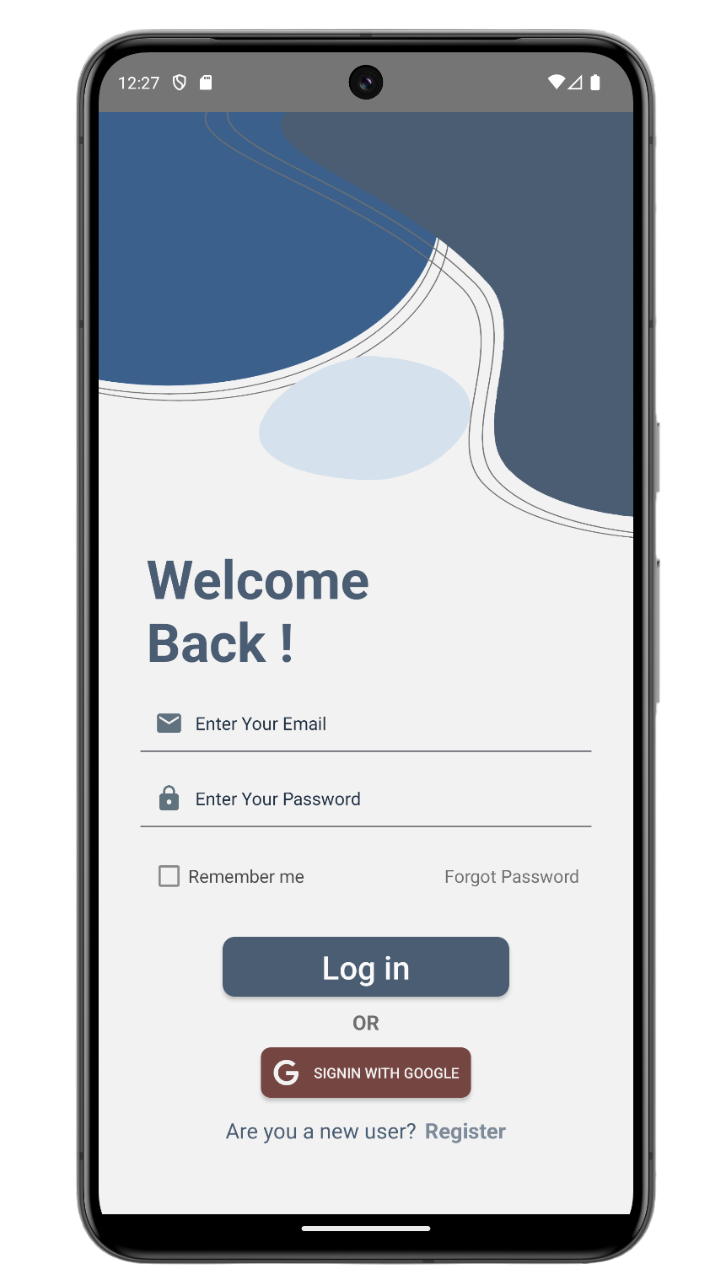 12:27
Welcome
Back !
Enter Your Email
Enter Your Password
Remember me
Forgot Password
Log in
OR
G SIGNIN WITH GOOGLE
Are you a new user? Register